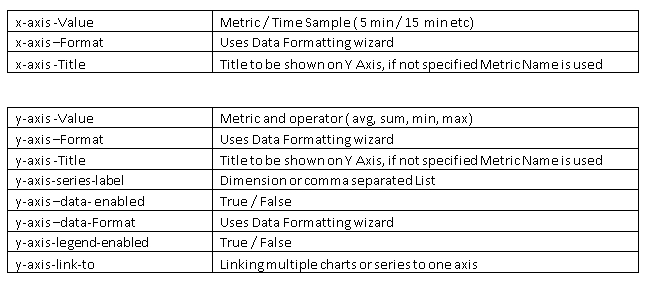 x-axis -Value Metric / Time Sample ( 5 min / 15 min etc)
x-axis –Format Uses Data Formatting wizard
x-axis -Title Title to be shown on Y Axis, if not specified Metric Name is used
y-axis -Value Metric and operator ( avg, sum, min, max)
y-axis –Format Uses Data Formatting wizard
y-axis -Title Title to be shown on Y Axis, if not specified Metric Name is used
y-axis-series-label Dimension or comma separated List
y-axis –data- enabled True / False
y-axis –data-Format Uses Data Formatting wizard
y-axis-legend-enabled True / False
y-axis-link-to Linking multiple charts or series to one axis